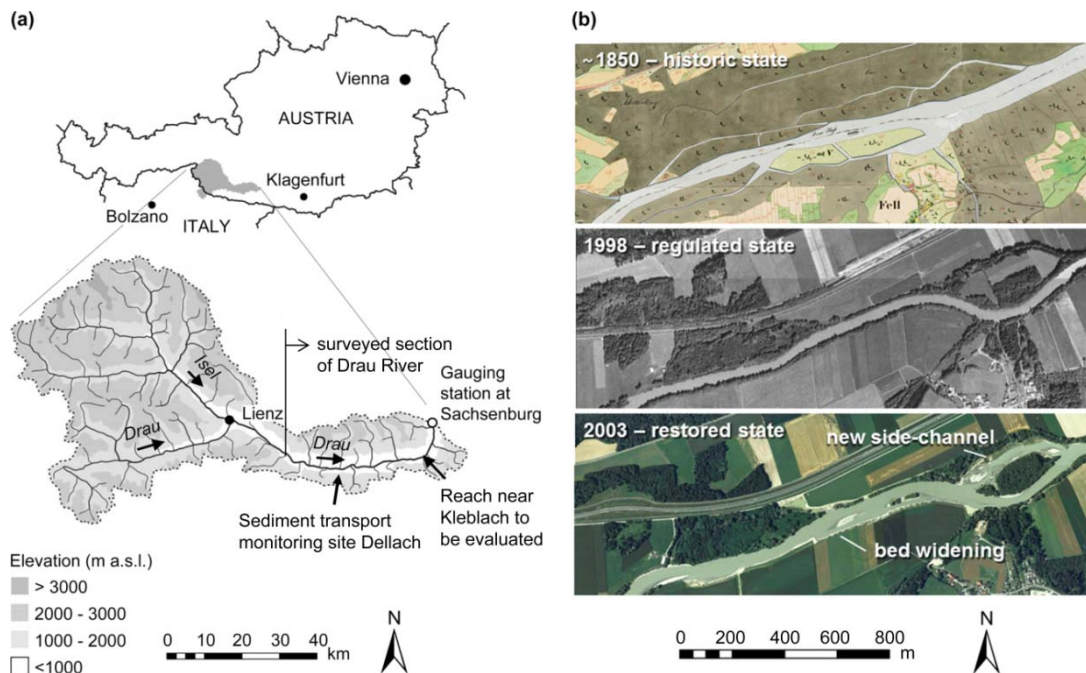 (a)
Vienna
AUSTRIA
Klagenfurt
Bolzano
ITALY
surveyed section
of Drau River
Isel
Gauging
station at
Sachsenburg
Lienz
Drau
Drau
Sediment transport
monitoring site Dellach
Reach near
Kleblach to
be evaluated
Elevation (m a.s.l.)
> 3000
2000 - 3000
1000 - 2000
<1000
0 10 20 30 40
km
N
(b)
~1850 – historic state
Fell
1998 – regulated state
2003 – restored state
new side-channel
bed widening
0 200 400 600 800
m
N